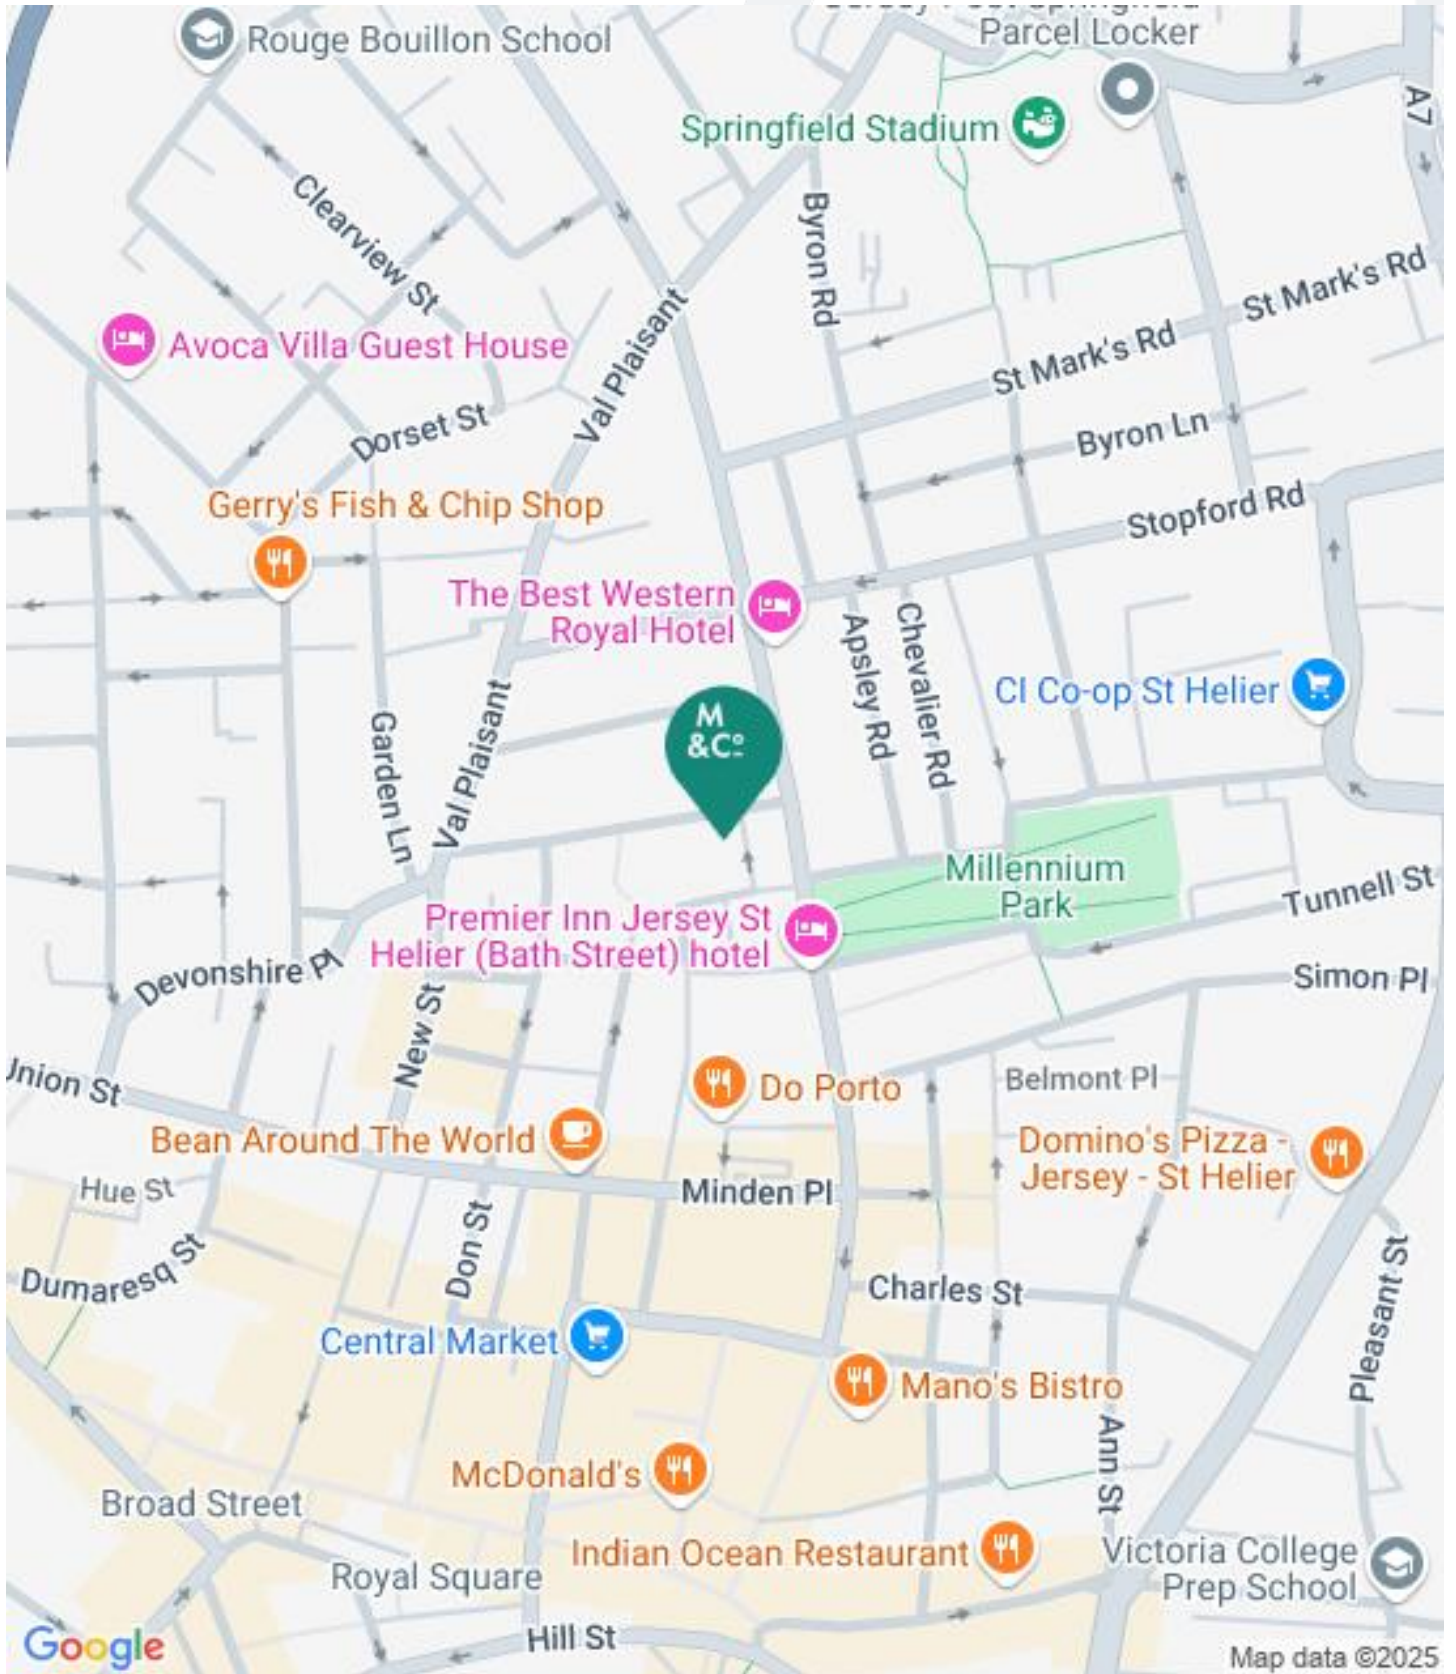 Parcel Locker
Rouge Bouillon School
A7
Springfield Stadium
Clearview St
Byron Rd
St Mark's Rd
St Mark's Rd
Avoca Villa Guest House
Val Plaisant
Dorset St
Byron Ln
Gerry's Fish & Chip Shop
Stopford Rd
The Best Western
Royal Hotel
Apsley Rd
Chevalier Rd
CI Co-op St Helier
M
&Co
Garden Ln
Val Plaisant
Millennium
Park
Tunnell St
Premier Inn Jersey St
Helier (Bath Street) hotel
Devonshire Pl
Simon Pl
New St
Union St
Do Porto
Belmont Pl
Bean Around The World
Domino's Pizza -
Jersey - St Helier
Hue St
Minden Pl
Don St
Dumaresq St
Charles St
Pleasant St
Central Market
Mano's Bistro
Ann St
McDonald's
Broad Street
Indian Ocean Restaurant
Victoria College
Prep School
Royal Square
Hill St
Google
Map data ©2025